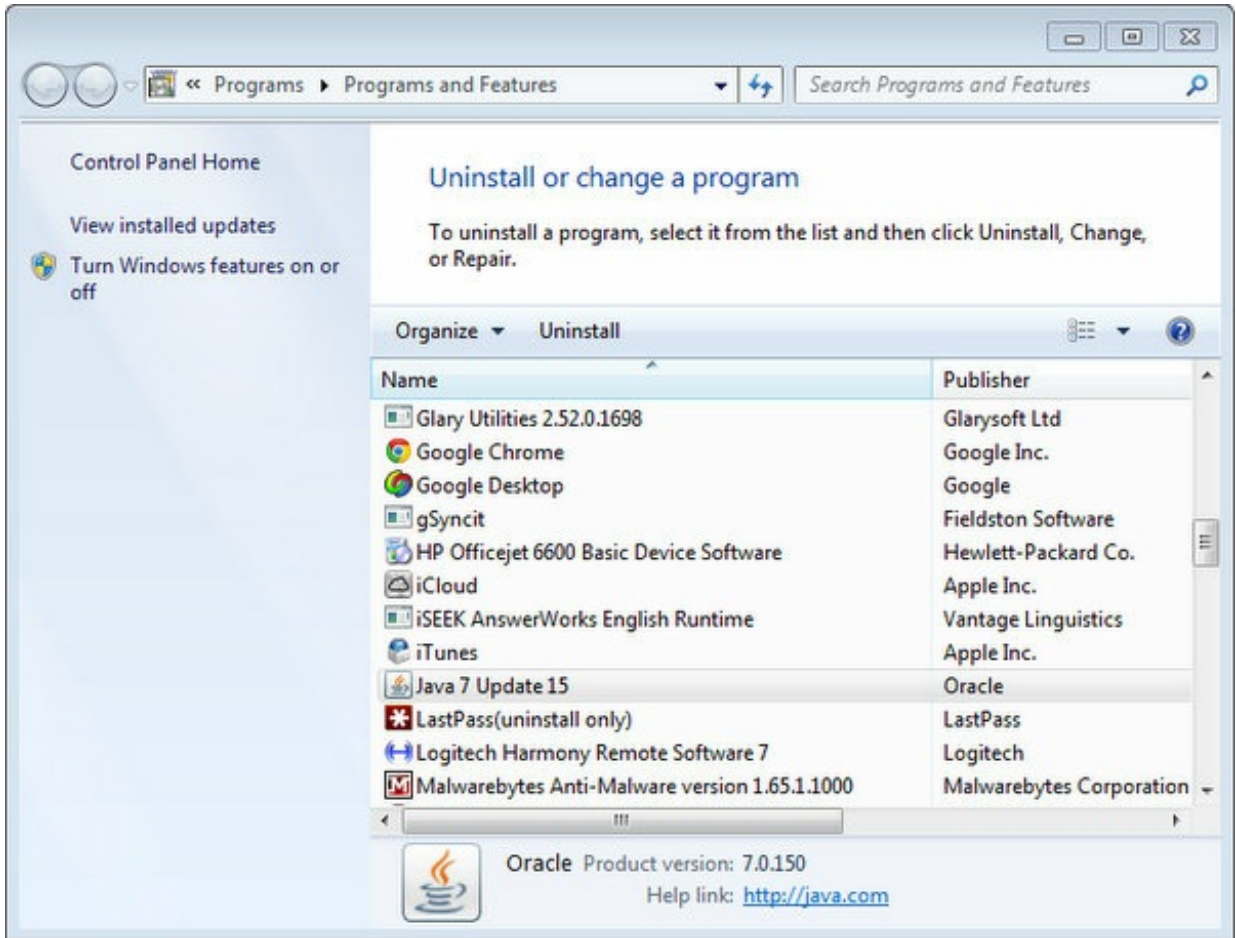 « Programs ▸ Programs and Features
Search Programs and Features
Control Panel Home
View installed updates
Turn Windows features on or
off
Uninstall or change a program
To uninstall a program, select it from the list and then click Uninstall, Change,
or Repair.
Organize Uninstall
Name Publisher
Glary Utilities 2.52.0.1698 Glarysoft Ltd
Google Chrome Google Inc.
Google Desktop Google
gSyncit Fieldston Software
HP Officejet 6600 Basic Device Software Hewlett-Packard Co.
iCloud Apple Inc.
iSEEK AnswerWorks English Runtime Vantage Linguistics
iTunes Apple Inc.
Java 7 Update 15 Oracle
LastPass(uninstall only) LastPass
Logitech Harmony Remote Software 7 Logitech
Malwarebytes Anti-Malware version 1.65.1.1000 Malwarebytes Corporation
Oracle Product version: 7.0.150
Help link: http://java.com